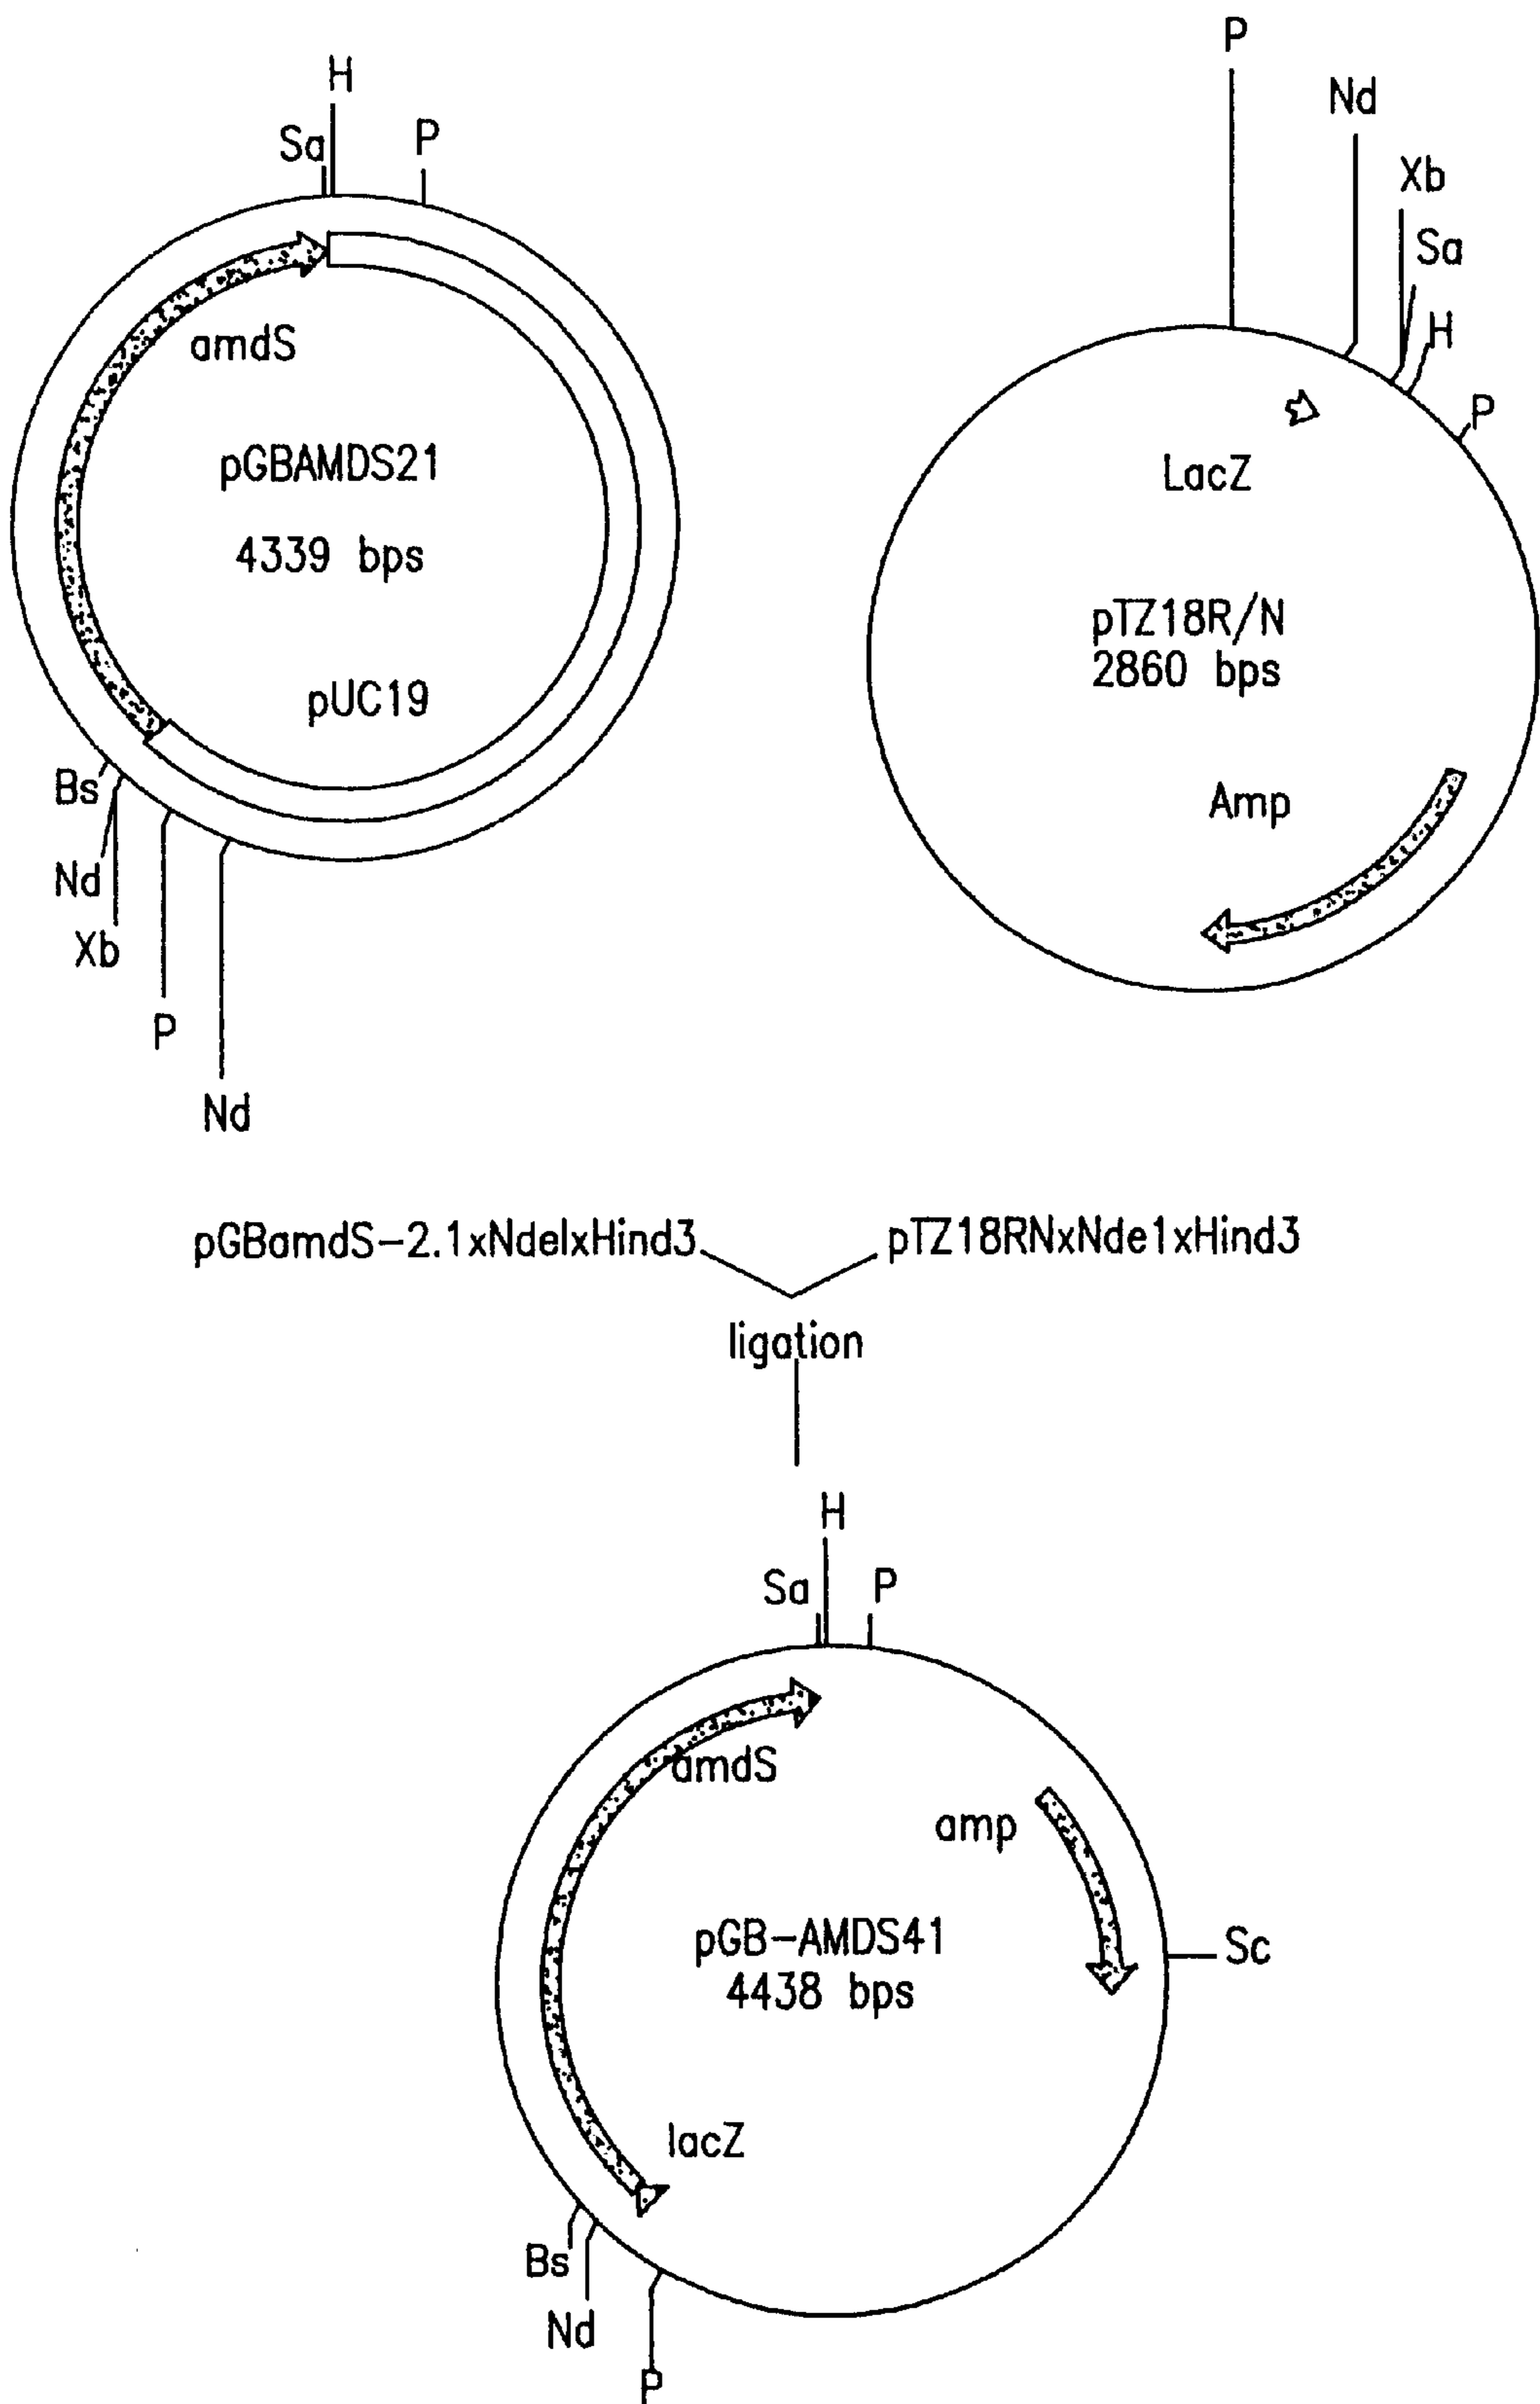 H
Sa
P
amdS
pGBAMDS21
4339 bps
pUC19
Bs
Nd
Xb
P
Nd
P
Nd
Xb
Sa
H
P
LacZ
pTZ18R/N
2860 bps
Amp
pGBamdS-2.1xNdeIxHind3
pTZ18RNxNde1xHind3
ligation
H
Sa
P
amdS
amp
pGB-AMDS41
4438 bps
Sc
lacZ
Bs
Nd
P